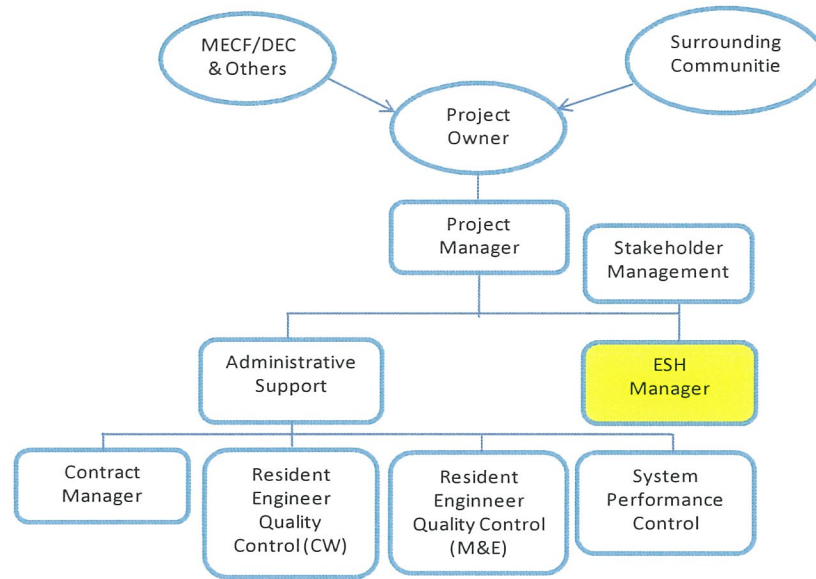 MECF/DEC
& Others
Surrounding
Communitie
Project
Owner
Project
Manager
Stakeholder
Management
Administrative
Support
ESH
Manager
Contract
Manager
Resident
Engineer
Quality
Control (CW)
Resident
Enginneer
Quality Control
(M&E)
System
Performance
Control